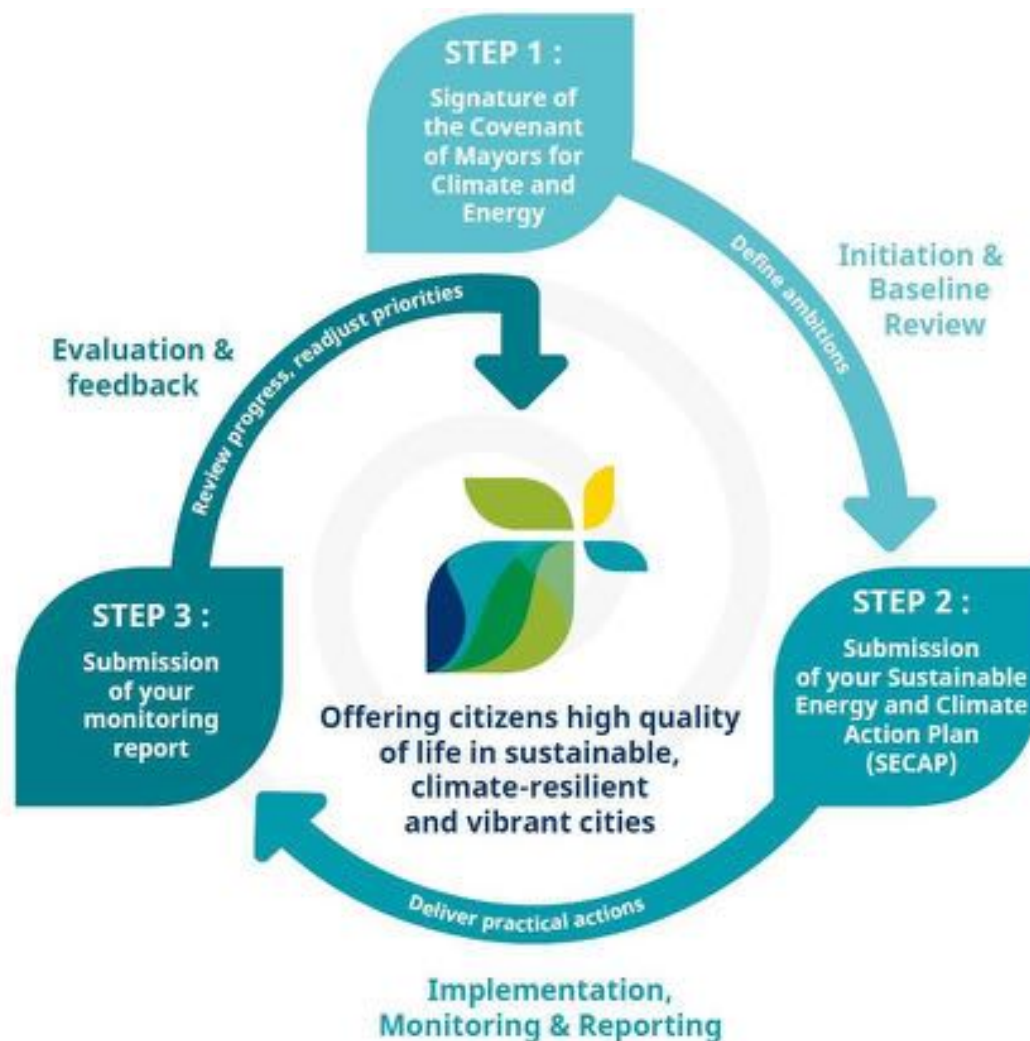 STEP 1 :
Signature of
the Covenant
of Mayors for
Climate and
Energy
Define ambitions
Initiation &
Baseline
Review
STEP 2 :
Submission
of your Sustainable
Energy and Climate
Action Plan
(SECAP)
Deliver practical actions
Implementation,
Monitoring & Reporting
STEP 3 :
Submission
of your
monitoring
report
Review progress, readjust priorities
Evaluation &
feedback
Offering citizens high quality
of life in sustainable,
climate-resilient
and vibrant cities